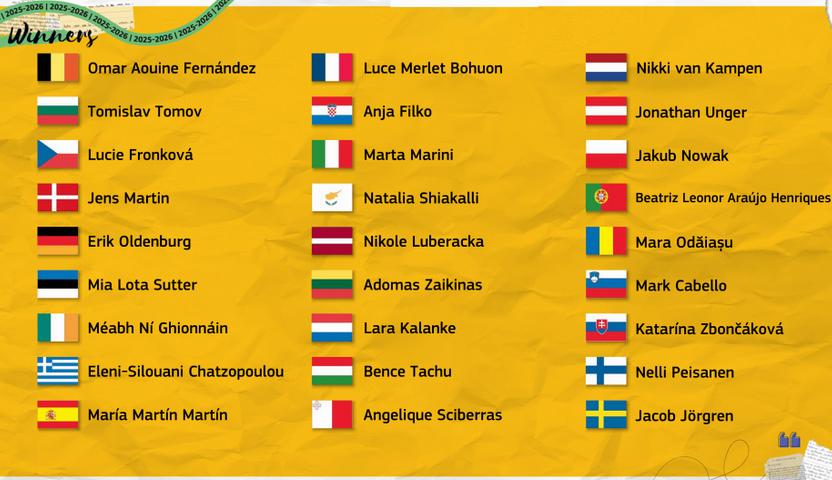 | 2025-2026 | 2025-2026 | 2025-2026 | 2025-2026 | 2025-2026 | 2025-2026
Winners
Omar Aouine Fernández
Tomislav Tomov
Lucie Fronková
Jens Martin
Erik Oldenburg
Mia Lota Sutter
Méabh Ní Ghionnáin
Eleni-Silouani Chatzopoulou
María Martín Martín
Luce Merlet Bohuon
Anja Filko
Marta Marini
Natalia Shiakalli
Nikole Luberacka
Adomas Zaikinas
Lara Kalanke
Bence Tachu
Angelique Sciberras
Nikki van Kampen
Jonathan Unger
Jakub Nowak
Beatriz Leonor Araújo Henriques
Mara Odăiașu
Mark Cabello
Katarína Zbončáková
Nelli Peisanen
Jacob Jörgren